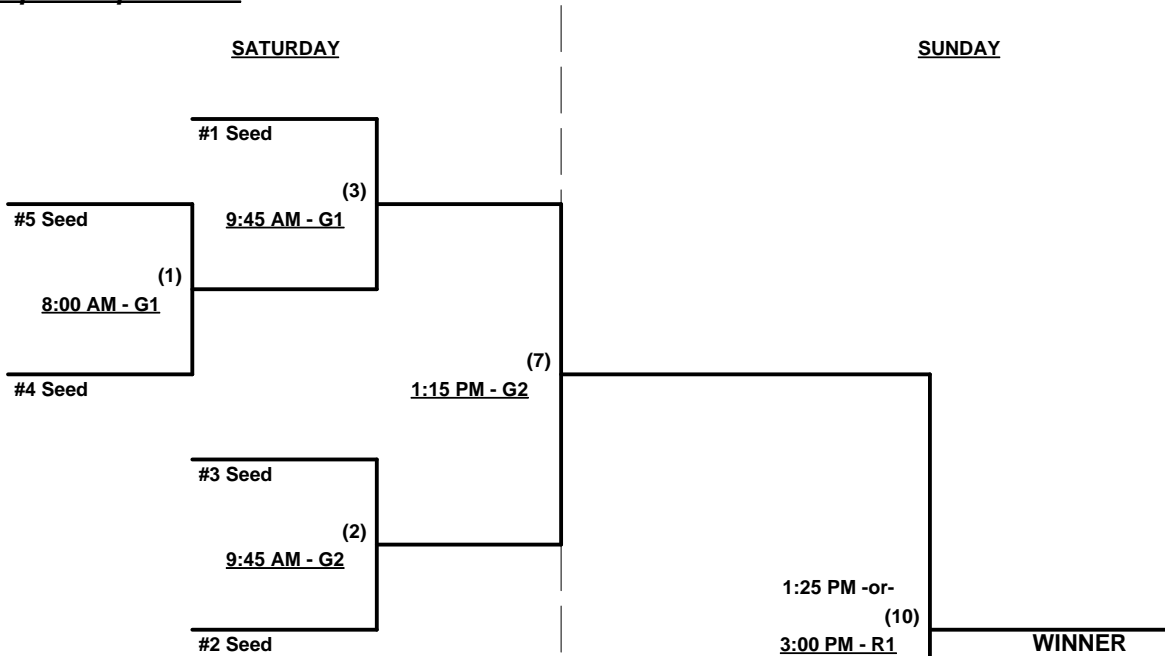 SATURDAY
SUNDAY
#1 Seed
(3)
9:45 AM - G1
#5 Seed
(1)
8:00 AM - G1
#4 Seed
(7)
1:15 PM - G2
#3 Seed
(2)
9:45 AM - G2
#2 Seed
1:25 PM -or-
(10)
3:00 PM - R1
WINNER